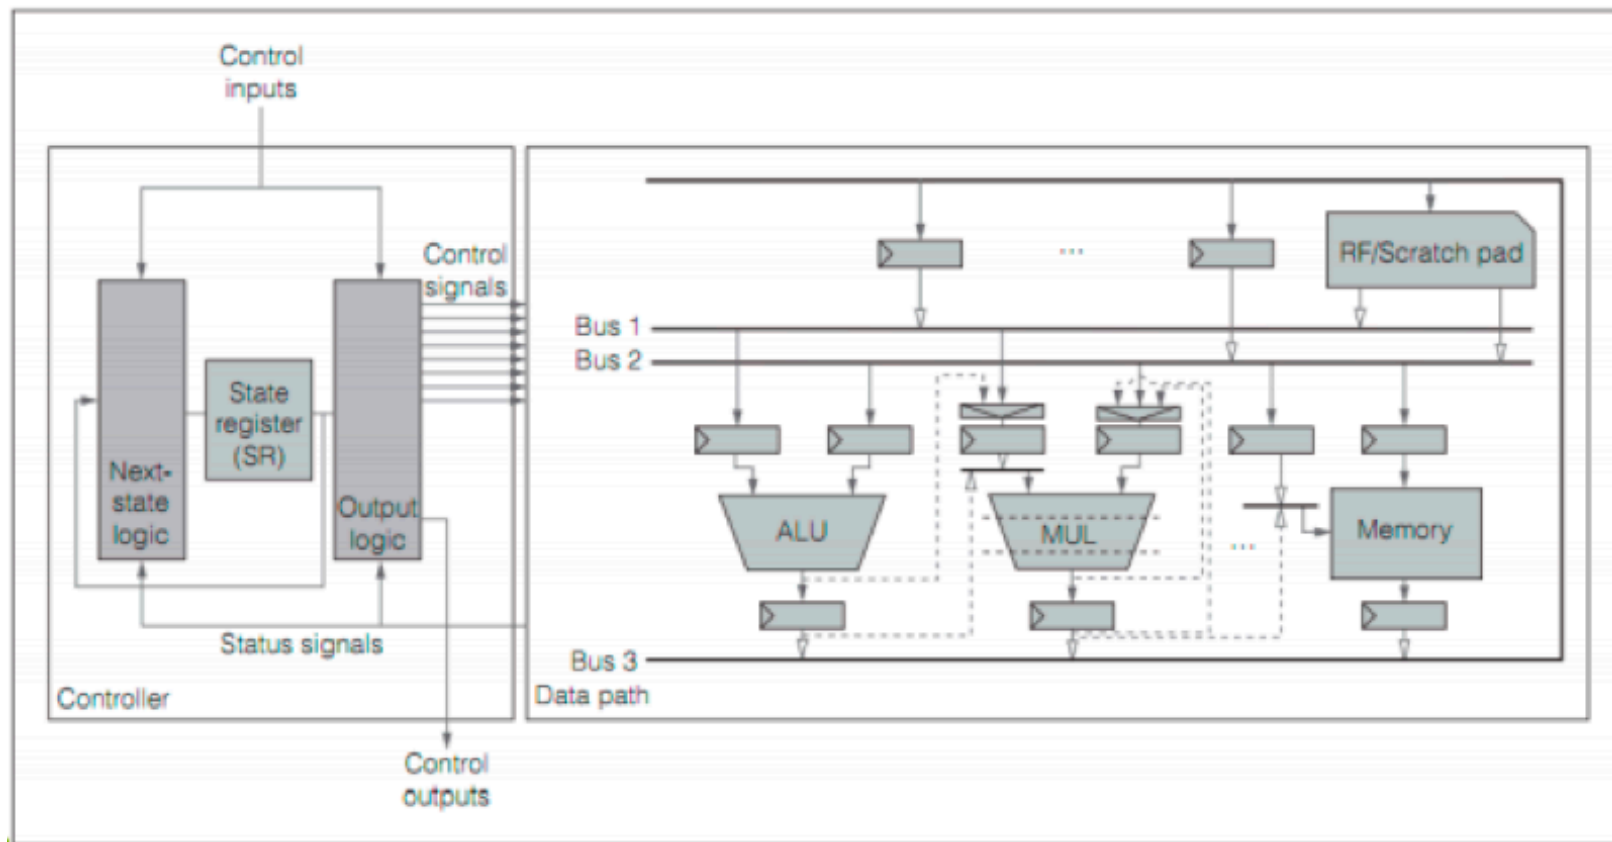 Control
inputs
Control
signals
RF/Scratch pad
...
Bus 1
Bus 2
State
register
(SR)
Next-
state
logic
Output
logic
ALU
MUL
...
Memory
Status signals
Bus 3
Controller
Data path
Control
outputs